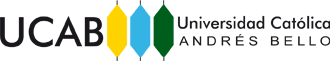 UCAB
Universidad Católica
ANDRÉS BELLO